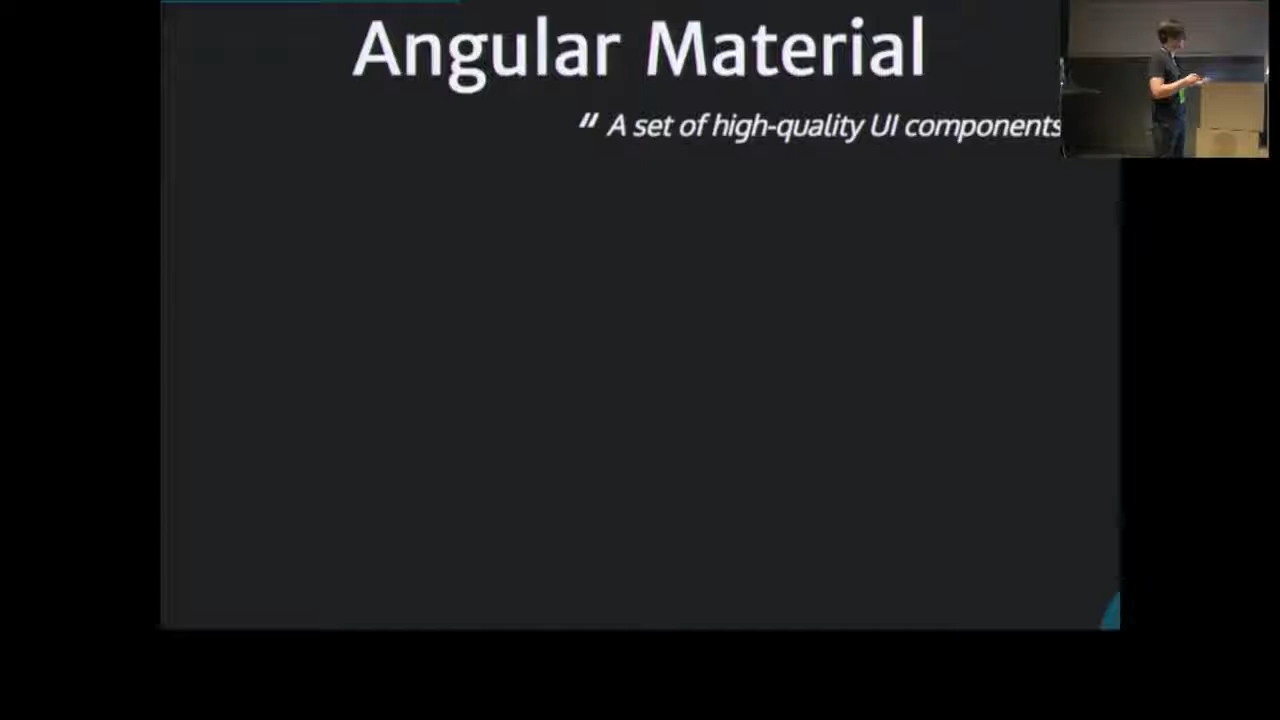 Angular Material
“ A set of high-quality UI components